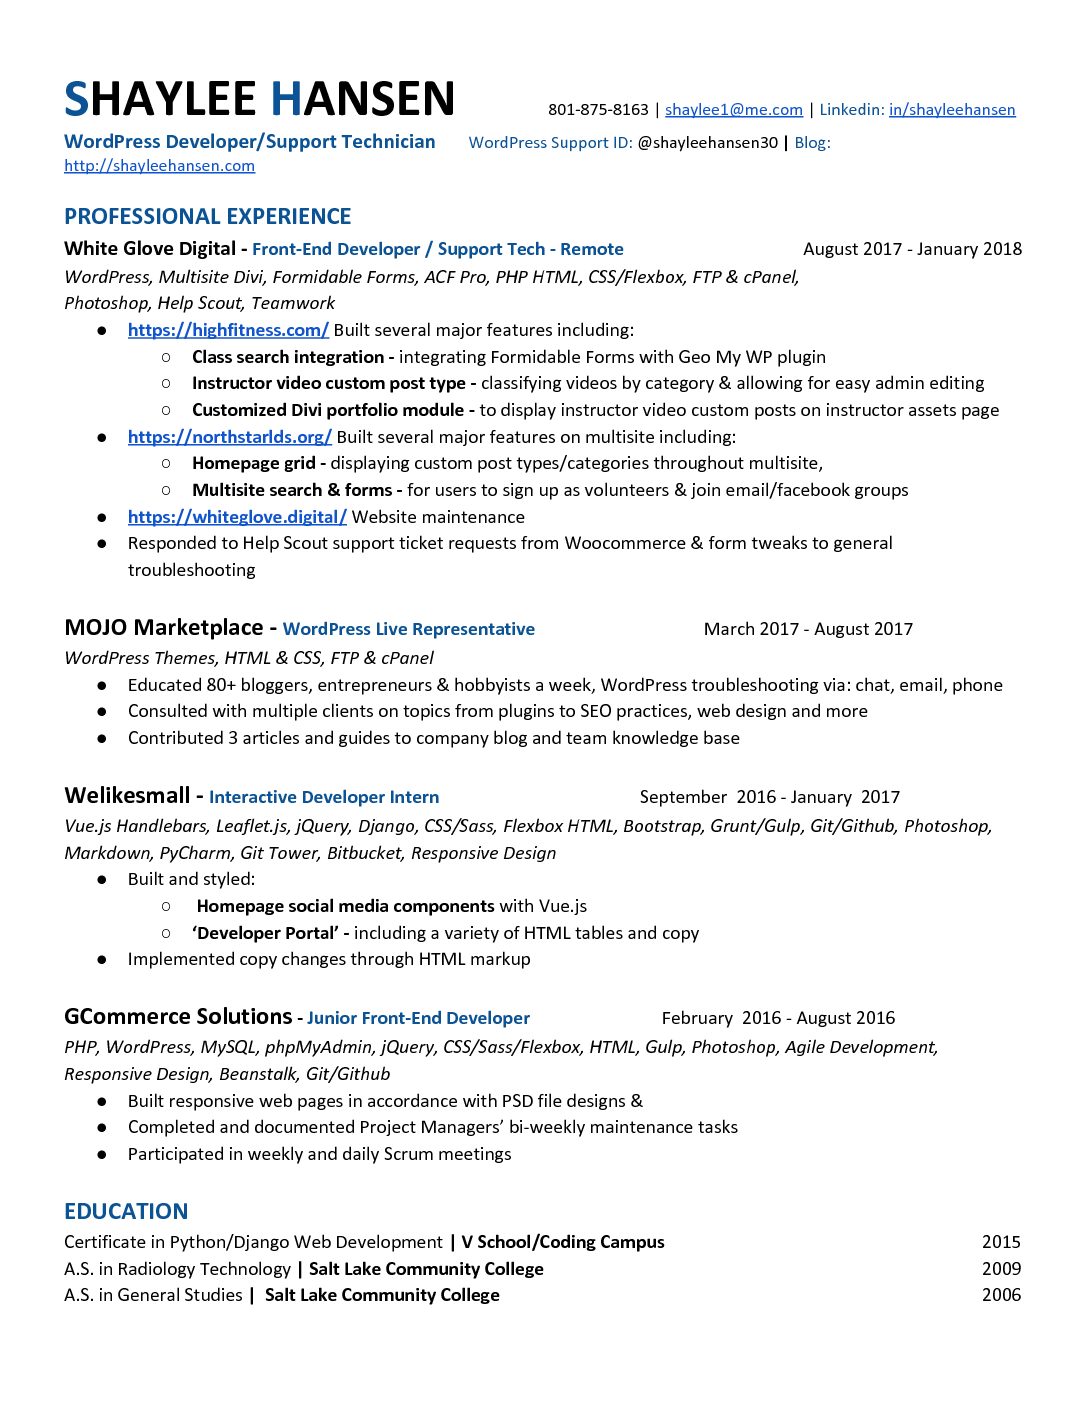 SHAYLEE HANSEN 801-875-8163 | shaylee1@me.com | Linkedin: in/shayleehansen
WordPress Developer/Support Technician WordPress Support ID: @shayleehansen30 | Blog:
http://shayleehansen.com
PROFESSIONAL EXPERIENCE
White Glove Digital - Front-End Developer / Support Tech - Remote August 2017 - January 2018
WordPress, Multisite Divi, Formidable Forms, ACF Pro, PHP HTML, CSS/Flexbox, FTP & cPanel,
Photoshop, Help Scout, Teamwork
● https://highfitness.com/ Built several major features including:
○ Class search integration - integrating Formidable Forms with Geo My WP plugin
○ Instructor video custom post type - classifying videos by category & allowing for easy admin editing
○ Customized Divi portfolio module - to display instructor video custom posts on instructor assets page
● https://northstarlds.org/ Built several major features on multisite including:
○ Homepage grid - displaying custom post types/categories throughout multisite,
○ Multisite search & forms - for users to sign up as volunteers & join email/facebook groups
● https://whiteglove.digital/ Website maintenance
● Responded to Help Scout support ticket requests from Woocommerce & form tweaks to general
troubleshooting
MOJO Marketplace - WordPress Live Representative March 2017 - August 2017
WordPress Themes, HTML & CSS, FTP & cPanel
● Educated 80+ bloggers, entrepreneurs & hobbyists a week, WordPress troubleshooting via: chat, email, phone
● Consulted with multiple clients on topics from plugins to SEO practices, web design and more
● Contributed 3 articles and guides to company blog and team knowledge base
Welikesmall - Interactive Developer Intern September 2016 - January 2017
Vue.js Handlebars, Leaflet.js, jQuery, Django, CSS/Sass, Flexbox HTML, Bootstrap, Grunt/Gulp, Git/Github, Photoshop,
Markdown, PyCharm, Git Tower, Bitbucket, Responsive Design
● Built and styled:
○ Homepage social media components with Vue.js
○ ‘Developer Portal’ - including a variety of HTML tables and copy
● Implemented copy changes through HTML markup
GCommerce Solutions - Junior Front-End Developer February 2016 - August 2016
PHP, WordPress, MySQL, phpMyAdmin, jQuery, CSS/Sass/Flexbox, HTML, Gulp, Photoshop, Agile Development,
Responsive Design, Beanstalk, Git/Github
● Built responsive web pages in accordance with PSD file designs &
● Completed and documented Project Managers’ bi-weekly maintenance tasks
● Participated in weekly and daily Scrum meetings
EDUCATION
Certificate in Python/Django Web Development | V School/Coding Campus 2015
A.S. in Radiology Technology | Salt Lake Community College 2009
A.S. in General Studies | Salt Lake Community College 2006